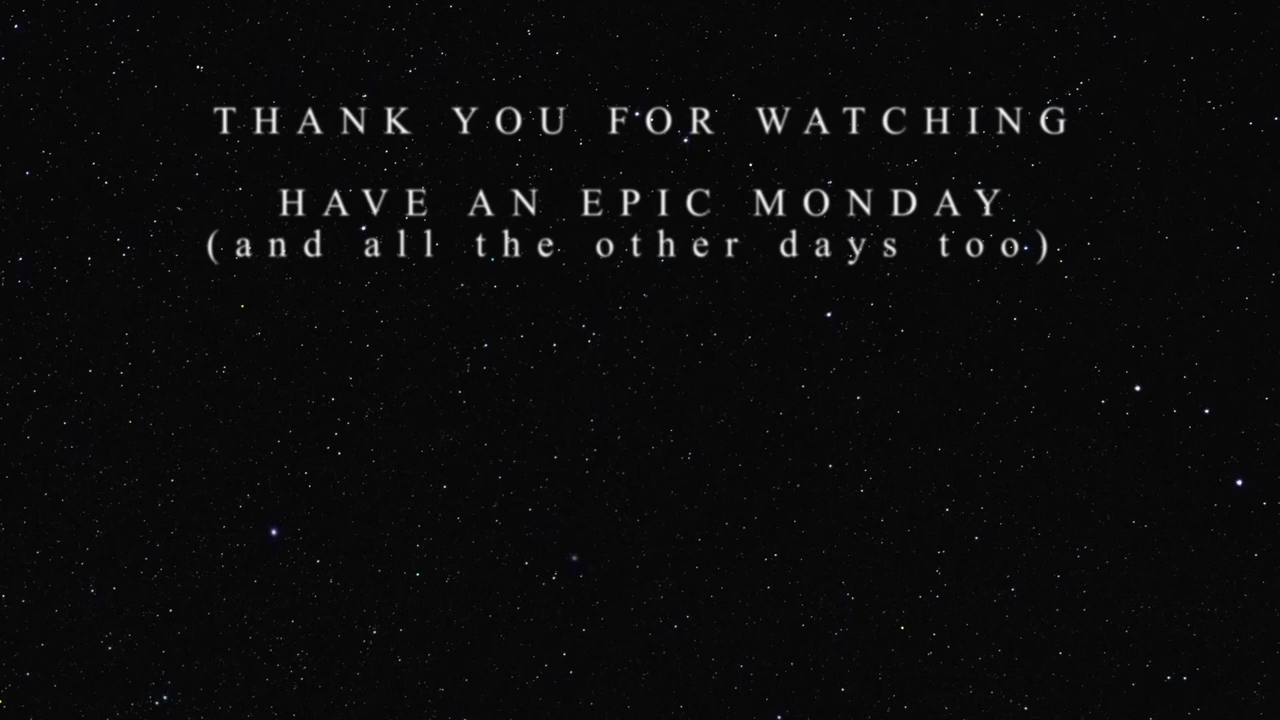 THANK YOU FOR WATCHING
HAVE AN EPIC MONDAY
(and all the other days too)